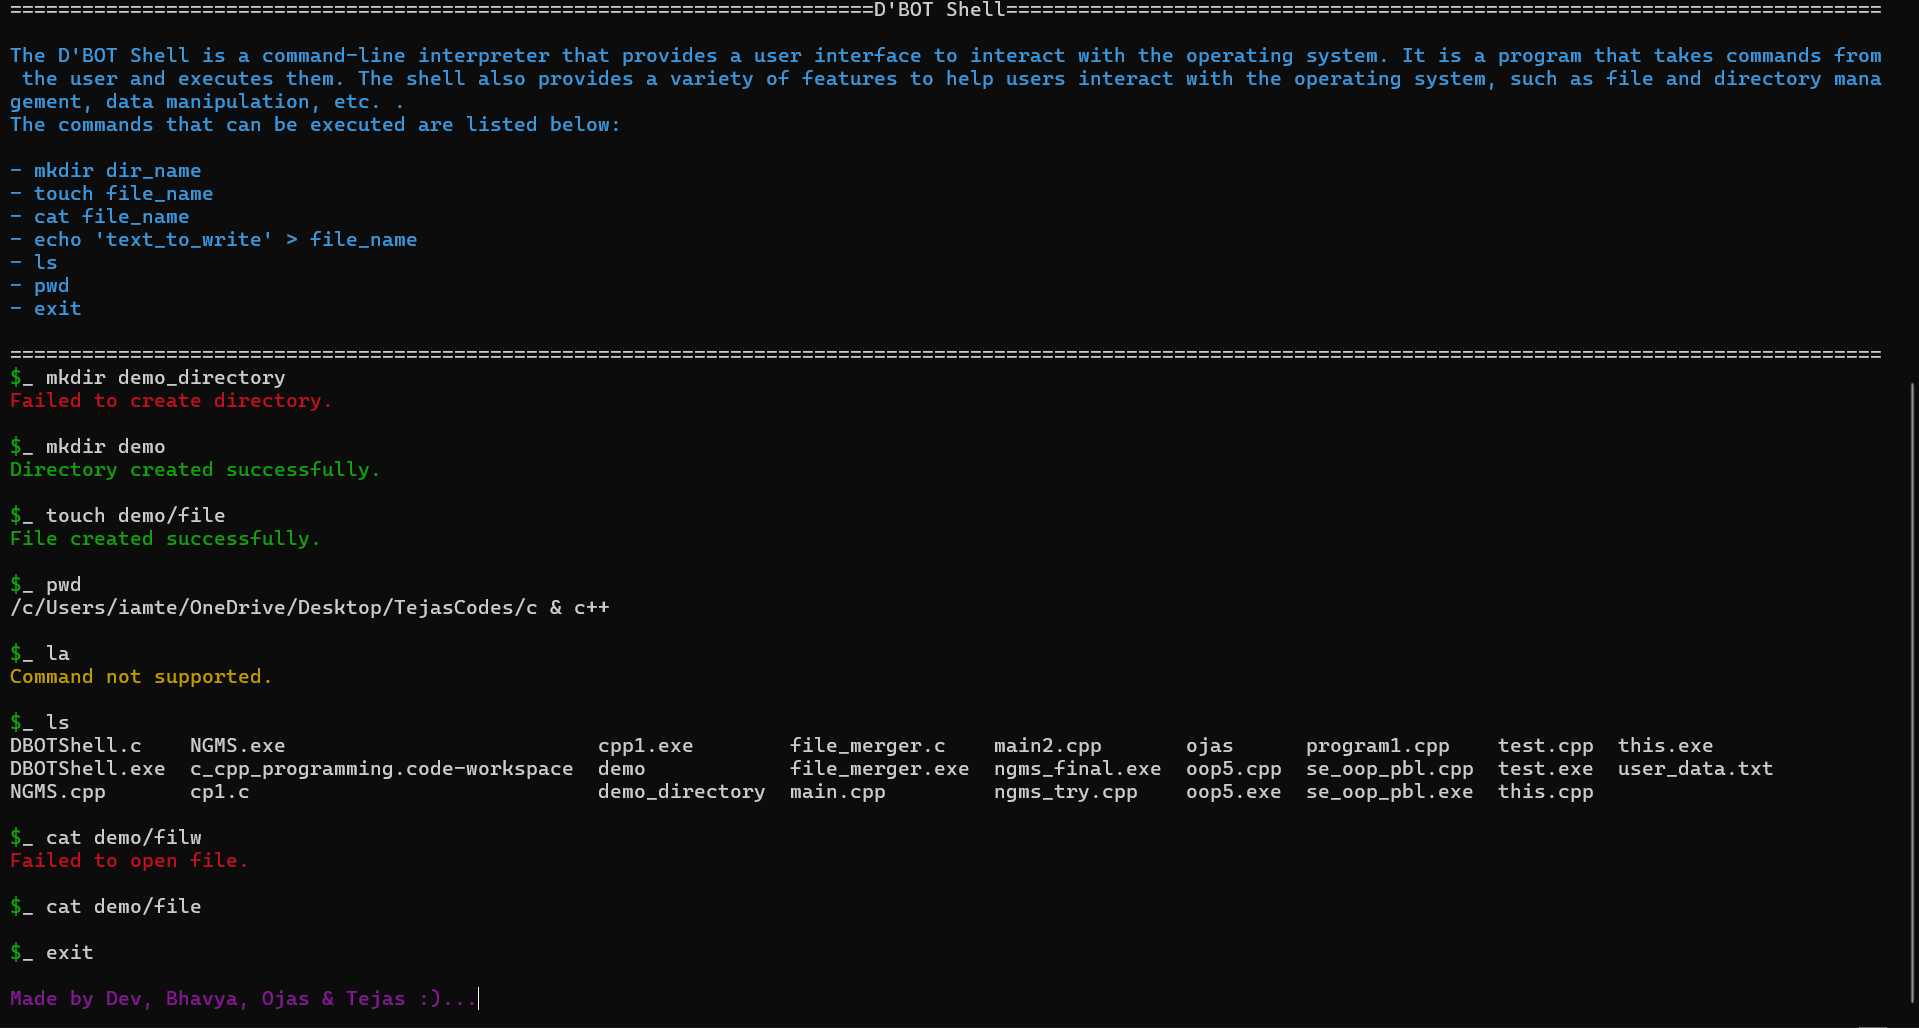 ========================================================================D'BOT Shell=========================================================================
The D'BOT Shell is a command-line interpreter that provides a user interface to interact with the operating system. It is a program that takes commands from
 the user and executes them. The shell also provides a variety of features to help users interact with the operating system, such as file and directory mana
gement, data manipulation, etc. .
The commands that can be executed are listed below:
- mkdir dir_name
- touch file_name
- cat file_name
- echo 'text_to_write' > file_name
- ls
- pwd
- exit
============================================================================================================================================================
$_ mkdir demo_directory
Failed to create directory.
$_ mkdir demo
Directory created successfully.
$_ touch demo/file
File created successfully.
$_ pwd
/c/Users/iamte/OneDrive/Desktop/TejasCodes/c & c++
$_ la
Command not supported.
$_ ls
DBOTShell.c    NGMS.exe                          cpp1.exe        file_merger.c    main2.cpp       ojas      program1.cpp    test.cpp  this.exe
DBOTShell.exe  c_cpp_programming.code-workspace  demo            file_merger.exe  ngms_final.exe  oop5.cpp  se_oop_pbl.cpp  test.exe  user_data.txt
NGMS.cpp       cp1.c                             demo_directory  main.cpp         ngms_try.cpp    oop5.exe  se_oop_pbl.exe  this.cpp
$_ cat demo/filw
Failed to open file.
$_ cat demo/file
$_ exit
Made by Dev, Bhavya, Ojas & Tejas :)...